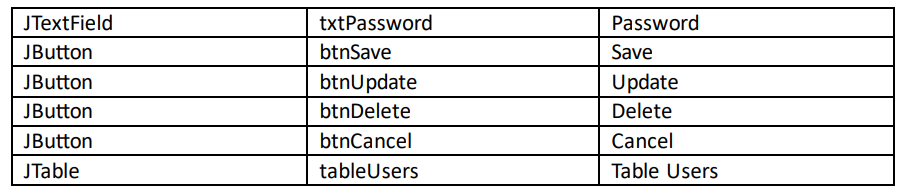 JTextField txtPassword Password
JButton btnSave Save
JButton btnUpdate Update
JButton btnDelete Delete
JButton btnCancel Cancel
JTable tableUsers Table Users